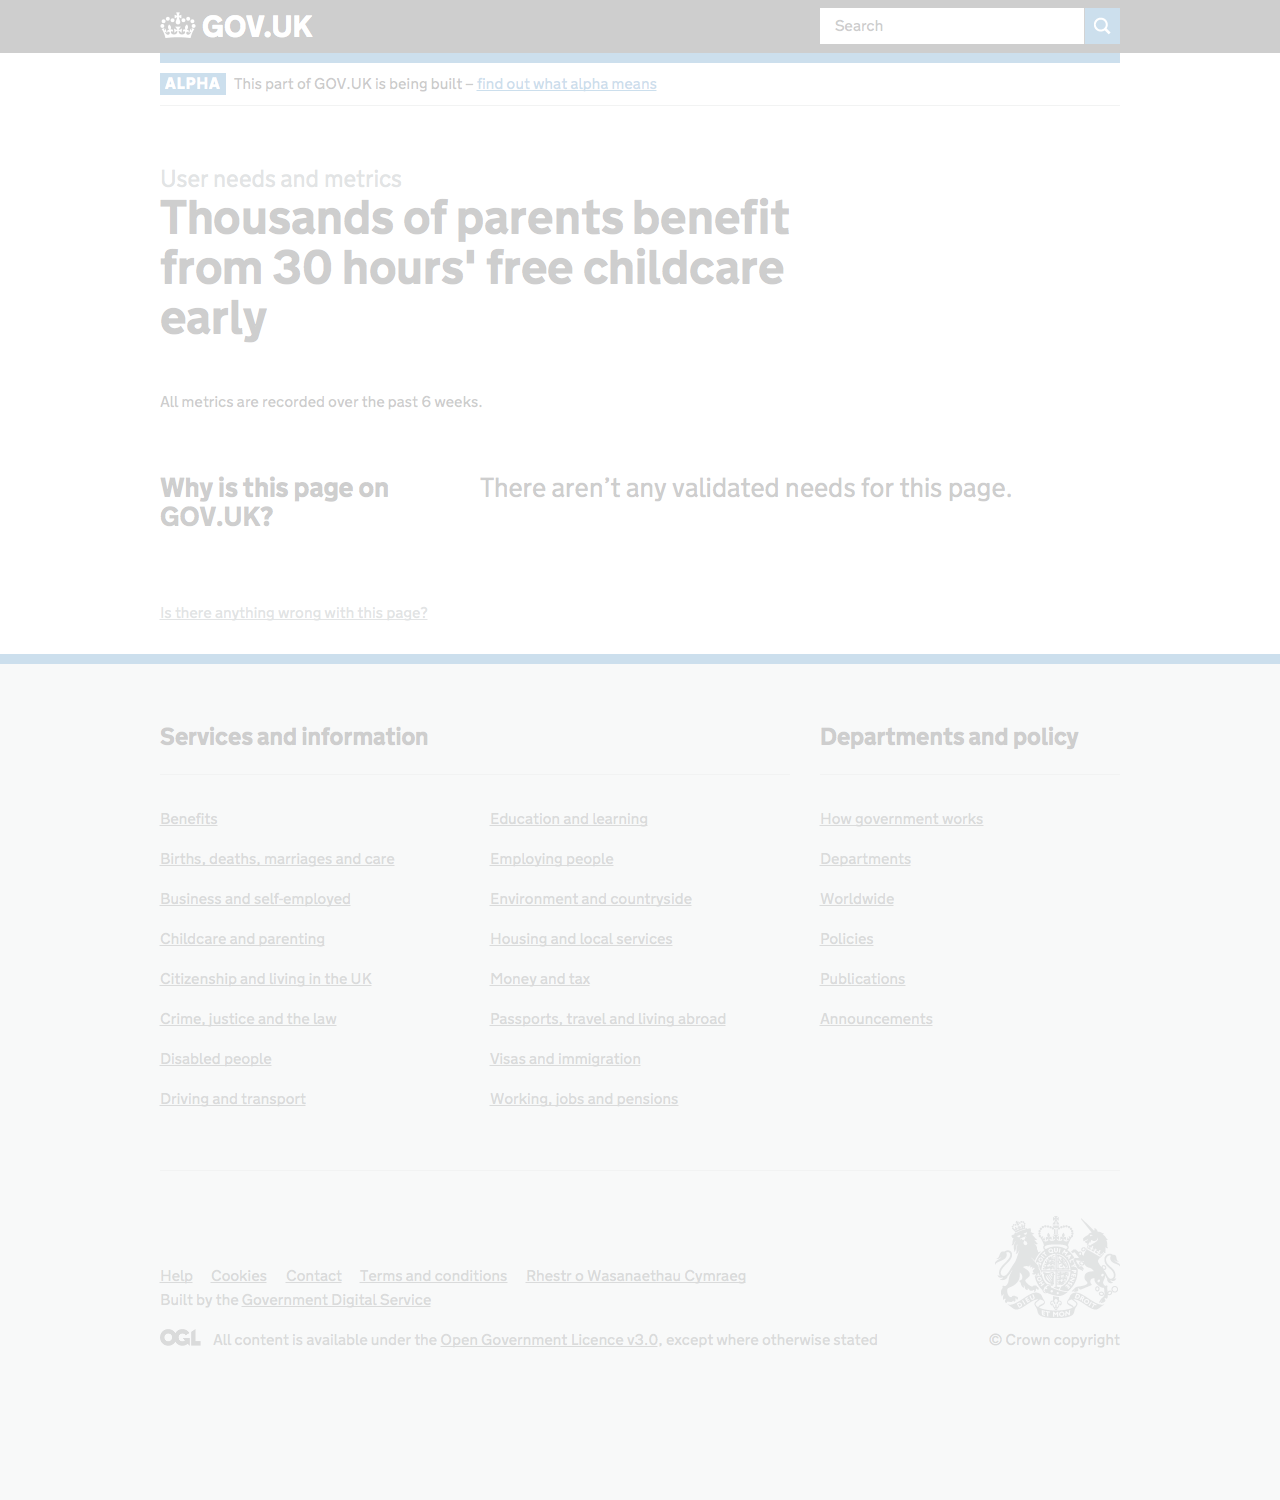 GOV.UK
Search
ALPHA This part of GOV.UK is being built – find out what alpha means
User needs and metrics
Thousands of parents benefit
from 30 hours' free childcare
early
All metrics are recorded over the past 6 weeks.
Why is this page on
GOV.UK?
There aren’t any validated needs for this page.
Is there anything wrong with this page?
Services and information
Benefits
Births, deaths, marriages and care
Business and self-employed
Childcare and parenting
Citizenship and living in the UK
Crime, justice and the law
Disabled people
Driving and transport
Education and learning
Employing people
Environment and countryside
Housing and local services
Money and tax
Passports, travel and living abroad
Visas and immigration
Working, jobs and pensions
Departments and policy
How government works
Departments
Worldwide
Policies
Publications
Announcements
Help Cookies Contact Terms and conditions Rhestr o Wasanaethau Cymraeg
Built by the Government Digital Service
OGL All content is available under the Open Government Licence v3.0, except where otherwise stated
© Crown copyright